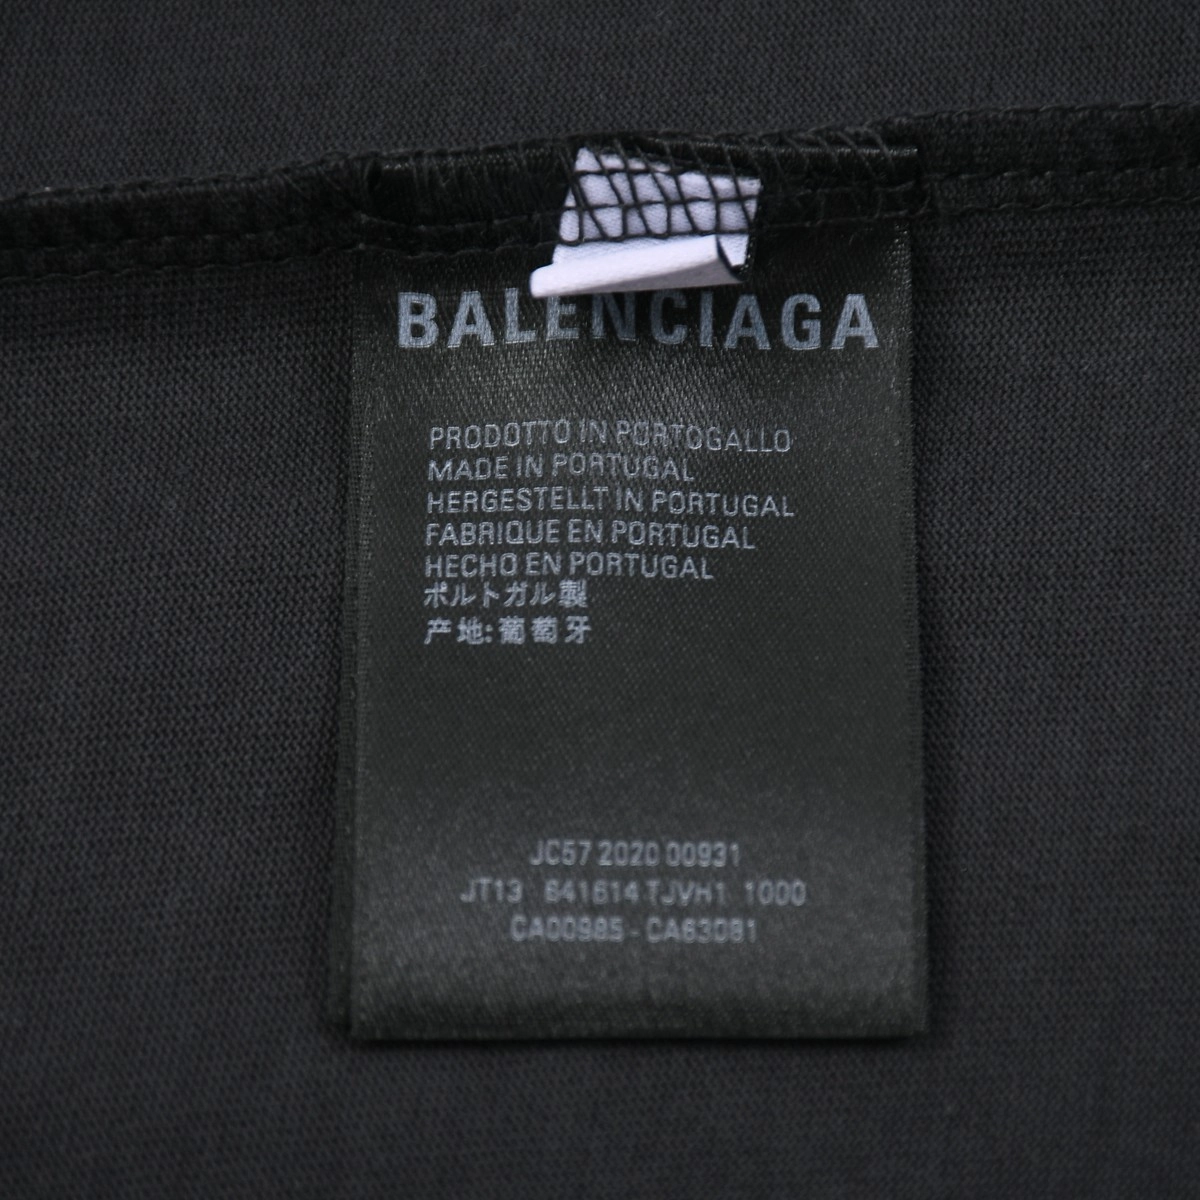 BALENCIAGA
PRODOTTO IN PORTOGALLO
MADE IN PORTUGAL
HERGESTELLT IN PORTUGAL
FABRIQUE EN PORTUGAL
HECHO EN PORTUGAL
ポルトガル製
产地:葡萄牙
JC57 2020 00931
JT13 641614 TJVH1 1000
CA00985 - CA63081